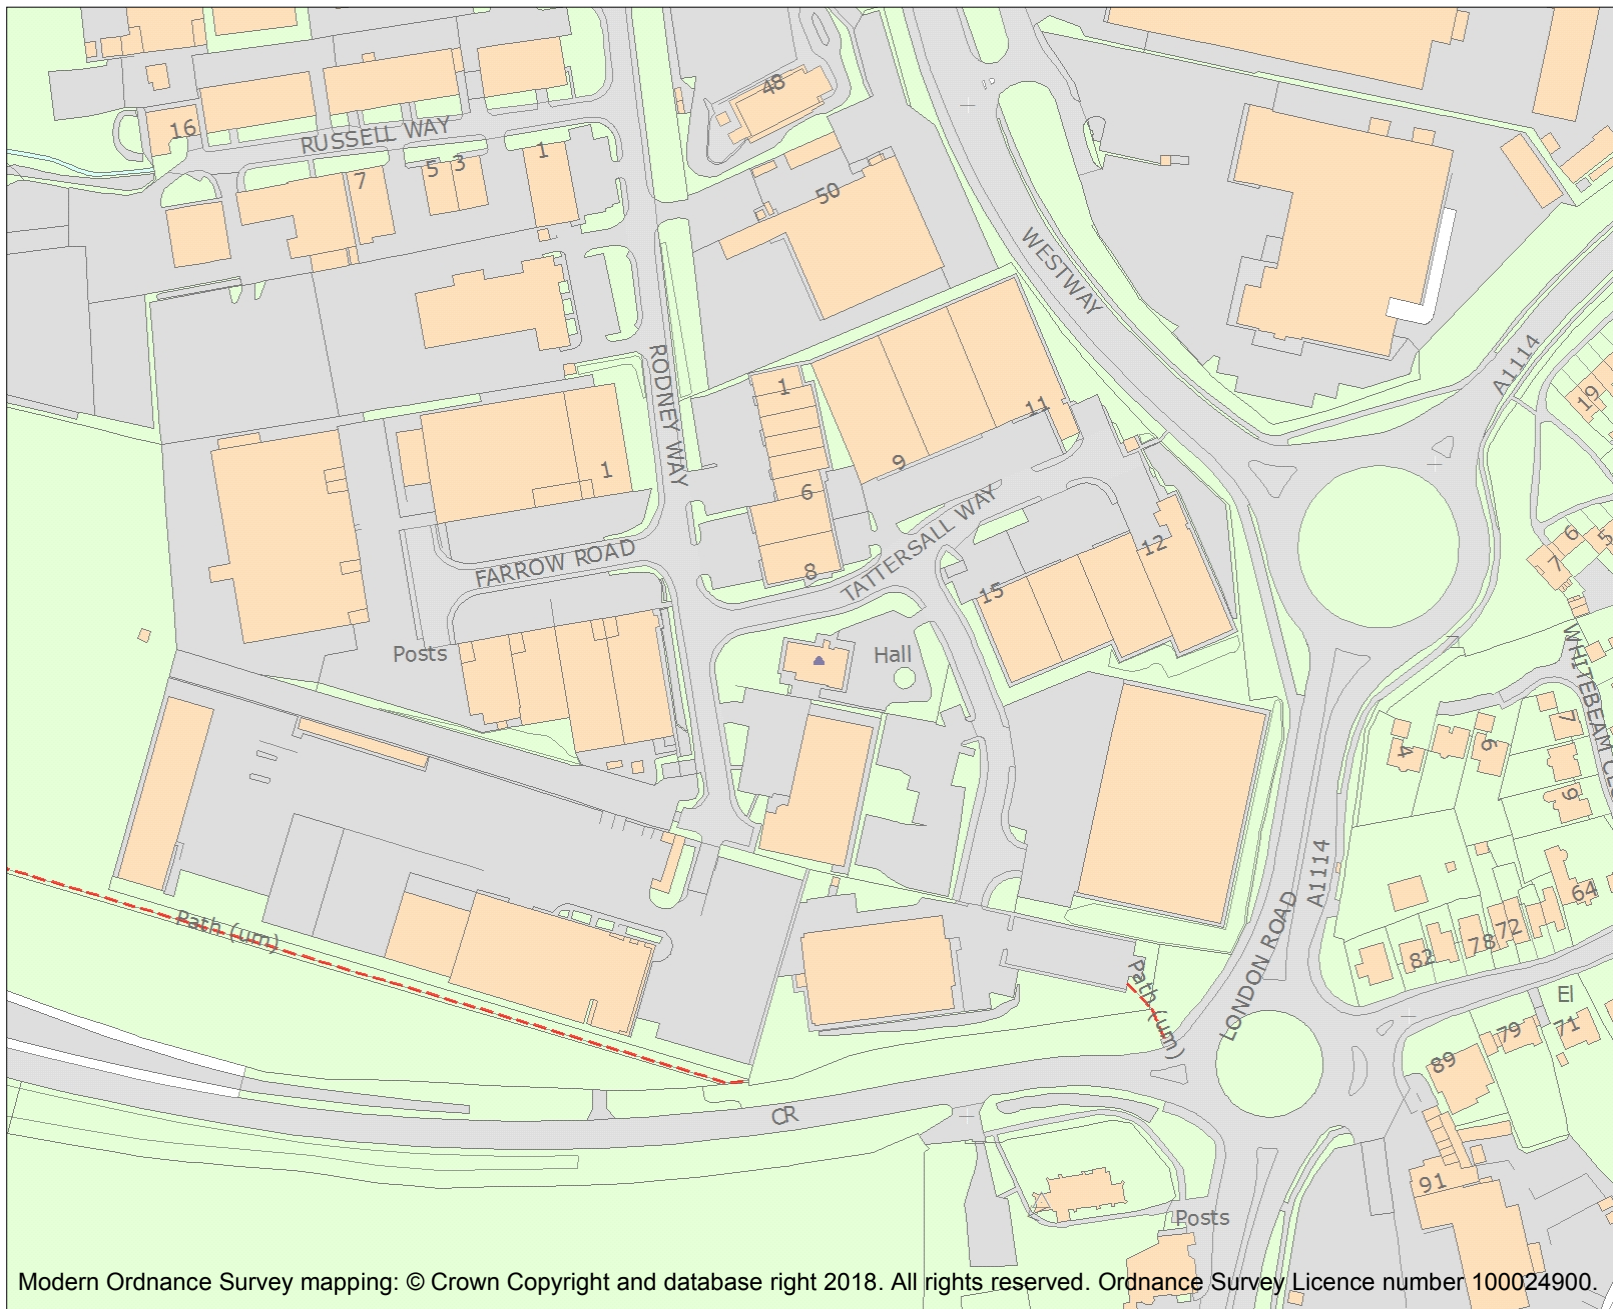 48
16
RUSSELL WAY
1
3
5
7
50
WESTWAY
A1114
19
RODNEY WAY
1
11
9
1
6
TATTERSALL WAY
6
5
7
12
FARROW ROAD
8
15
WHITEBEAM CL
Posts
Hall
7
4
6
9
A1114
64
72
78
82
LONDON ROAD
Path (um)
Path (um)
El
79
71
89
CR
91
Posts
Modern Ordnance Survey mapping: © Crown Copyright and database right 2018. All rights reserved. Ordnance Survey Licence number 100024900.